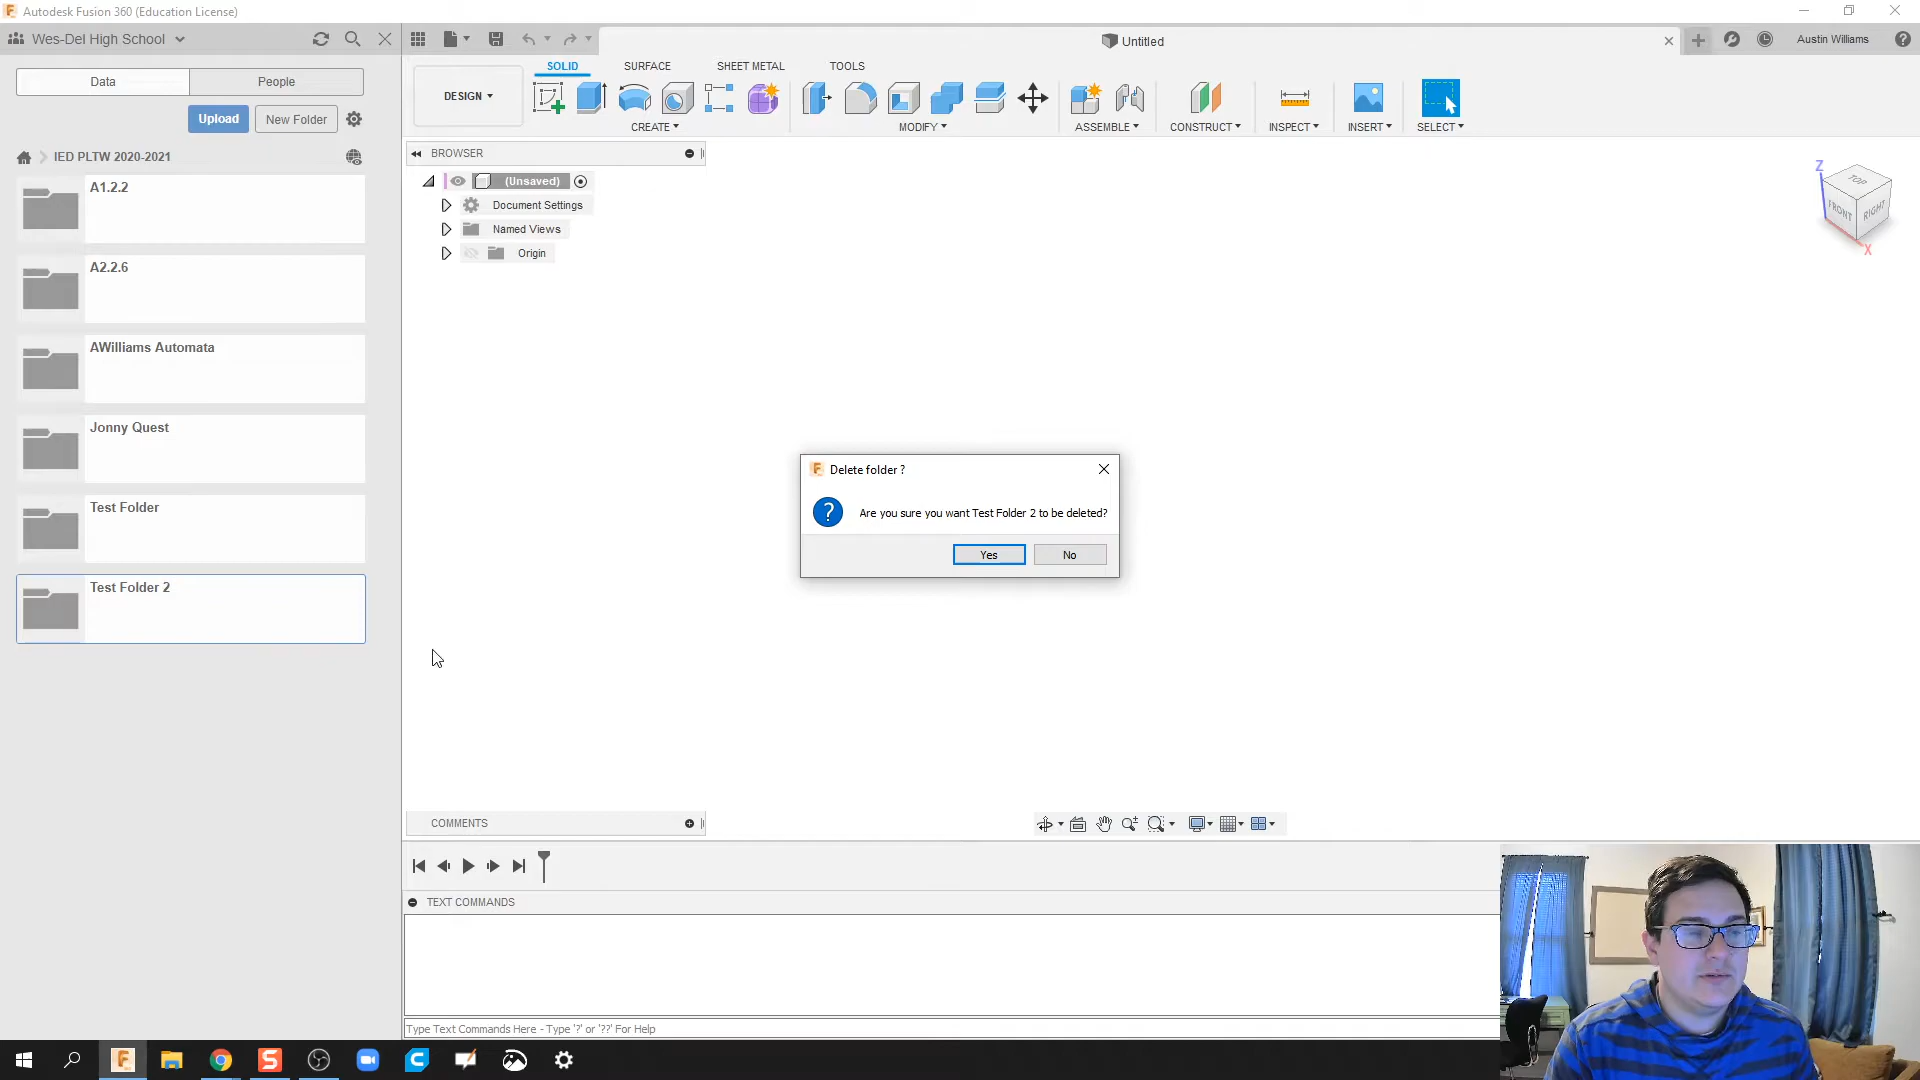 Autodesk Fusion 360 (Education License)
Wes-Del High School
Untitled
Austin Williams
Data
People
Upload
New Folder
IED PLTW 2020-2021
A1.2.2
A2.2.6
AWilliams Automata
Jonny Quest
Test Folder
Test Folder 2
DESIGN
SOLID
SURFACE
SHEET METAL
TOOLS
CREATE
MODIFY
ASSEMBLE
CONSTRUCT
INSPECT
INSERT
SELECT
BROWSER
(Unsaved)
Document Settings
Named Views
Origin
Z
TOP
FRONT
RIGHT
X
Delete folder ?
Are you sure you want Test Folder 2 to be deleted?
Yes
No
COMMENTS
TEXT COMMANDS
Type Text Commands Here - Type '?' or '??' For Help